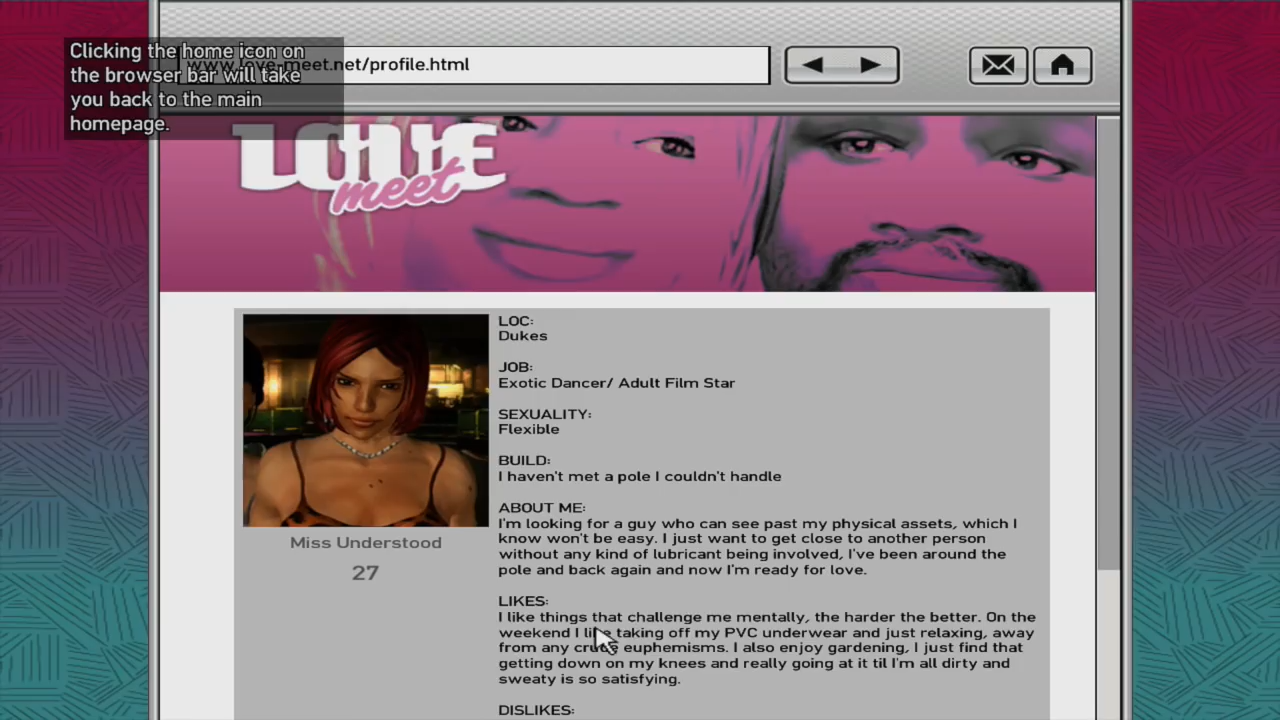 Clicking the home icon on
the browser bar will take
you back to the main
homepage.
www.love-meet.net/profile.html
LOVE
meet
LOC:
Dukes
JOB:
Exotic Dancer/ Adult Film Star
SEXUALITY:
Flexible
BUILD:
I haven't met a pole I couldn't handle
ABOUT ME:
I'm looking for a guy who can see past my physical assets, which I
know won't be easy. I just want to get close to another person
without any kind of lubricant being involved, I've been around the
pole and back again and now I'm ready for love.
Miss Understood
27
LIKES:
I like things that challenge me mentally, the harder the better. On the
weekend I like taking off my PVC underwear and just relaxing, away
from any crude euphemisms. I also enjoy gardening, I just find that
getting down on my knees and really going at it til I'm all dirty and
sweaty is so satisfying.
DISLIKES: